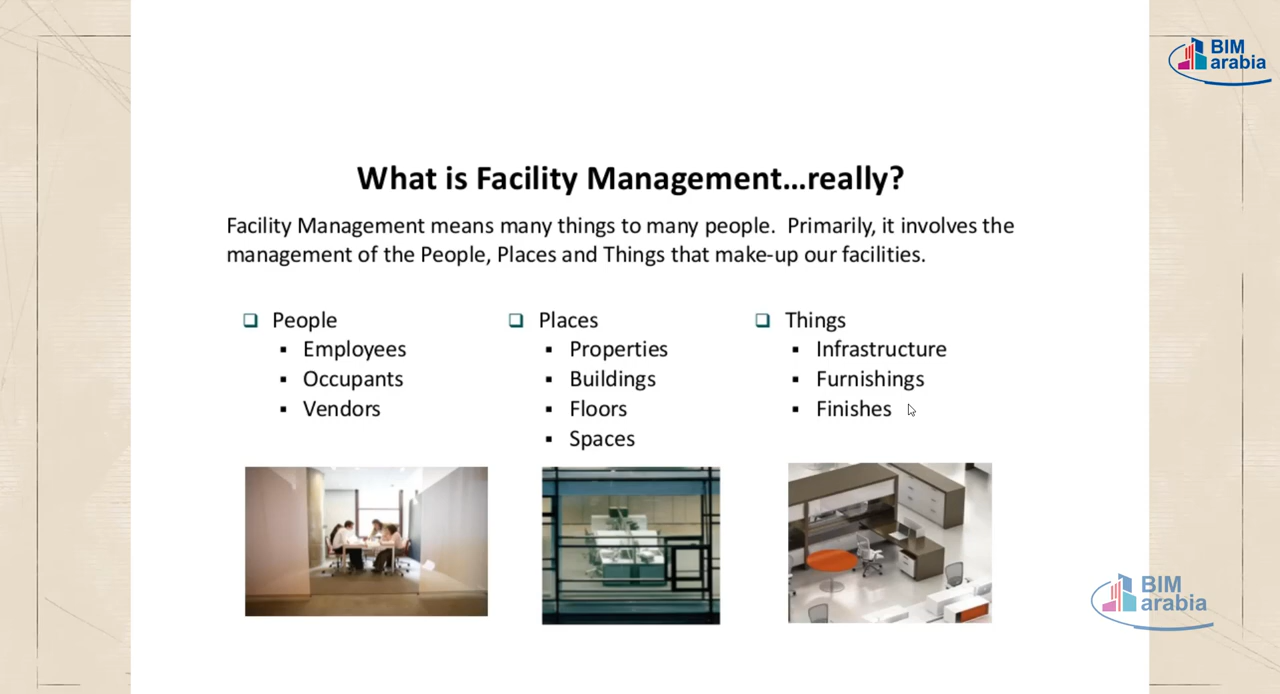 BIM
arabia
What is Facility Management...really?
Facility Management means many things to many people.  Primarily, it involves the
management of the People, Places and Things that make-up our facilities.
People
Employees
Occupants
Vendors
Places
Properties
Buildings
Floors
Spaces
Things
Infrastructure
Furnishings
Finishes
BIM
arabia